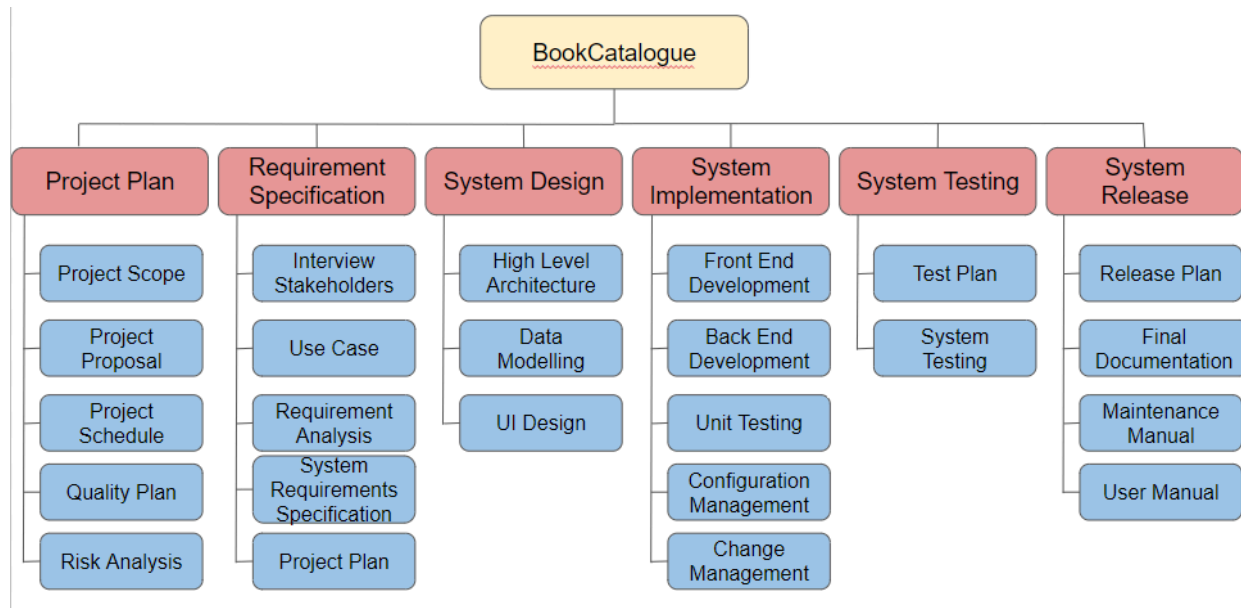 BookCatalogue
Project Plan
Requirement
Specification
System Design
System
Implementation
System Testing
System
Release
Project Scope
Project
Proposal
Project
Schedule
Quality Plan
Risk Analysis
Interview
Stakeholders
Use Case
Requirement
Analysis
System
Requirements
Specification
Project Plan
High Level
Architecture
Data
Modelling
UI Design
Front End
Development
Back End
Development
Unit Testing
Configuration
Management
Change
Management
Test Plan
System
Testing
Release Plan
Final
Documentation
Maintenance
Manual
User Manual